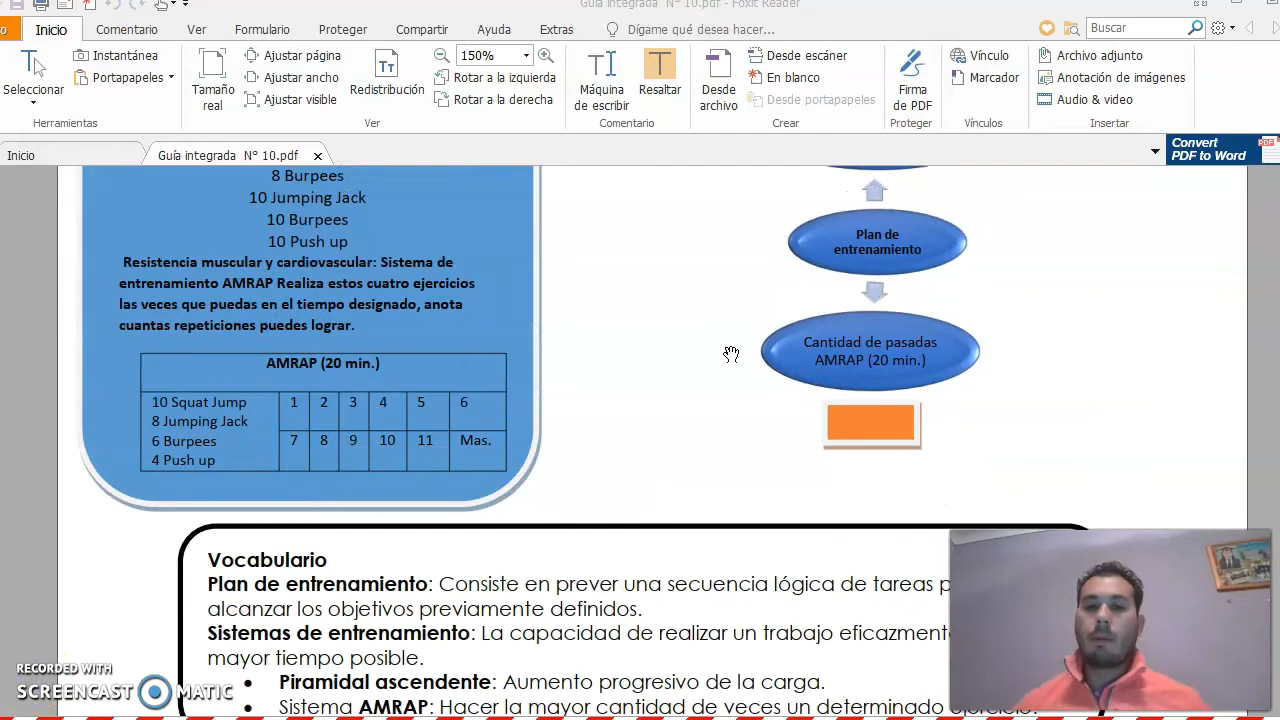 Guía integrada N° 10.pdf - Foxit Reader
Inicio
Comentario
Ver
Formulario
Proteger
Compartir
Ayuda
Extras
Dígame qué desea hacer...
Buscar
Seleccionar
Instantánea
Portapapeles
Herramientas
Tamaño real
Ajustar página
Ajustar ancho
Ajustar visible
Redistribución
150%
Rotar a la izquierda
Rotar a la derecha
Ver
Máquina de escribir
Resaltar
Comentario
Desde archivo
Desde escáner
En blanco
Desde portapapeles
Crear
Firma de PDF
Proteger
Vínculo
Marcador
Vínculos
Archivo adjunto
Anotación de imágenes
Audio & video
Insertar
Inicio
Guía integrada N° 10.pdf
Convert
PDF to Word
PDF
8 Burpees
10 Jumping Jack
10 Burpees
10 Push up
Resistencia muscular y cardiovascular: Sistema de
entrenamiento AMRAP Realiza estos cuatro ejercicios
las veces que puedas en el tiempo designado, anota
cuantas repeticiones puedes lograr.
AMRAP (20 min.)
10 Squat Jump
8 Jumping Jack
6 Burpees
4 Push up
1 2 3 4 5 6
7 8 9 10 11 Mas.
Plan de
entrenamiento
Cantidad de pasadas
AMRAP (20 min.)
Vocabulario
Plan de entrenamiento: Consiste en prever una secuencia lógica de tareas p
alcanzar los objetivos previamente definidos.
Sistemas de entrenamiento: La capacidad de realizar un trabajo eficazment
mayor tiempo posible.
• Piramidal ascendente: Aumento progresivo de la carga.
• Sistema AMRAP: Hacer la mayor cantidad de veces un determinado ejercicio.
RECORDED WITH
SCREENCAST MATIC